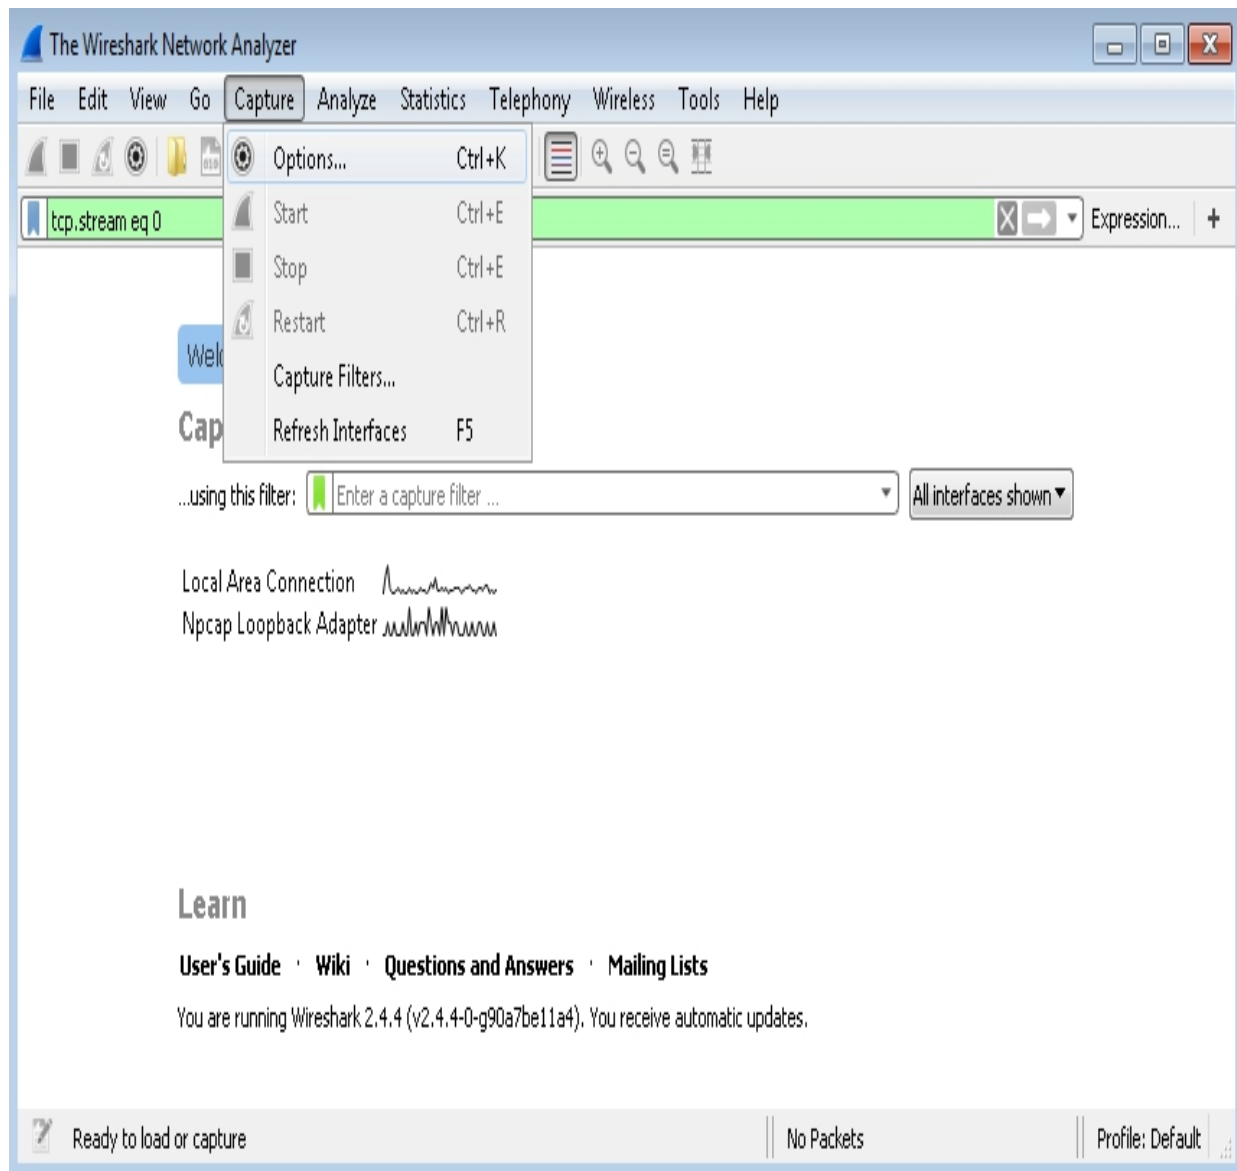 The Wireshark Network Analyzer
File Edit View Go Capture Analyze Statistics Telephony Wireless Tools Help
Options... Ctrl+K
tcp.stream eq 0 Expression... +
Start Ctrl+E
Stop Ctrl+E
Restart Ctrl+R
Capture Filters...
Refresh Interfaces F5
Welc
Cap
...using this filter: Enter a capture filter ... All interfaces shown
Local Area Connection
Npcap Loopback Adapter
Learn
User's Guide · Wiki · Questions and Answers · Mailing Lists
You are running Wireshark 2.4.4 (v2.4.4-0-g90a7be11a4). You receive automatic updates.
Ready to load or capture No Packets Profile: Default